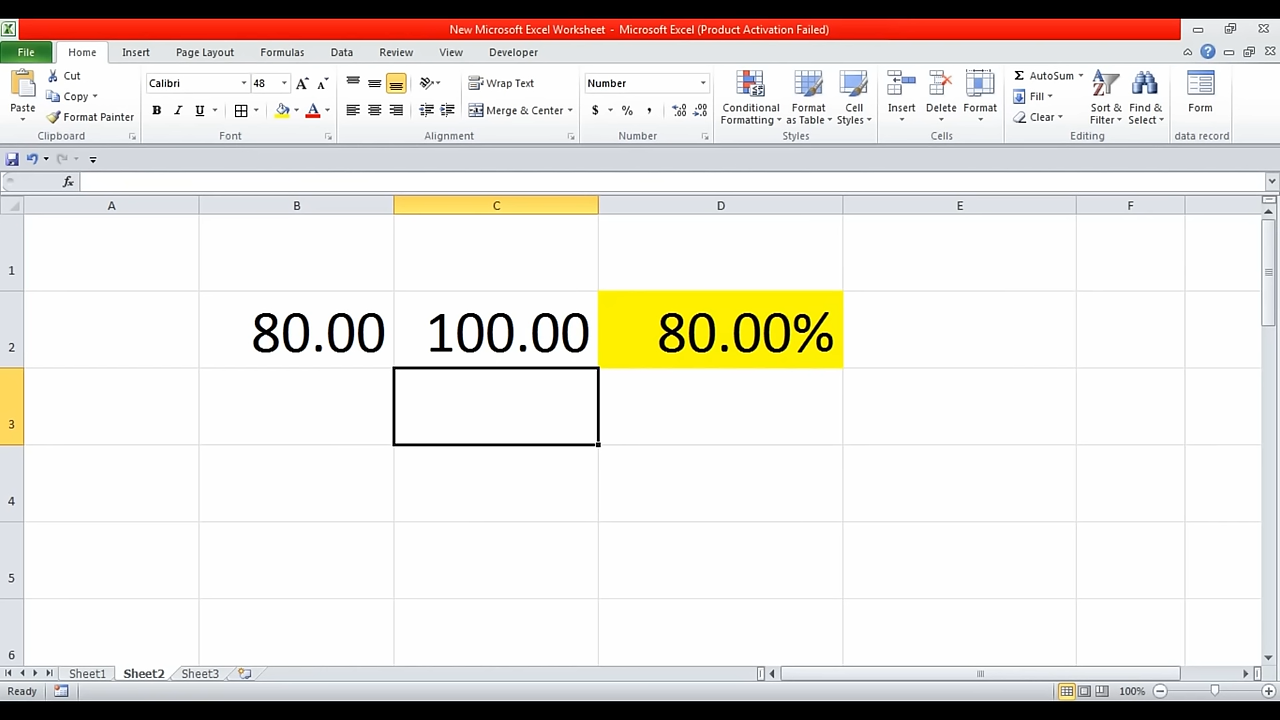 New Microsoft Excel Worksheet - Microsoft Excel (Product Activation Failed)
File Home Insert Page Layout Formulas Data Review View Developer
Paste
Cut
Copy
Format Painter
Clipboard
Calibri 48
B I U
Font
Wrap Text
Merge & Center
Alignment
Number
$ % ,
Number
Conditional Formatting
Format as Table
Cell Styles
Styles
Insert Delete Format
Cells
Σ AutoSum
Fill
Clear
Sort & Filter
Find & Select
Editing
Form
data record
fx
A B C D E F
1
2 80.00 100.00 80.00%
3
4
5
6
Sheet1 Sheet2 Sheet3
Ready 100%